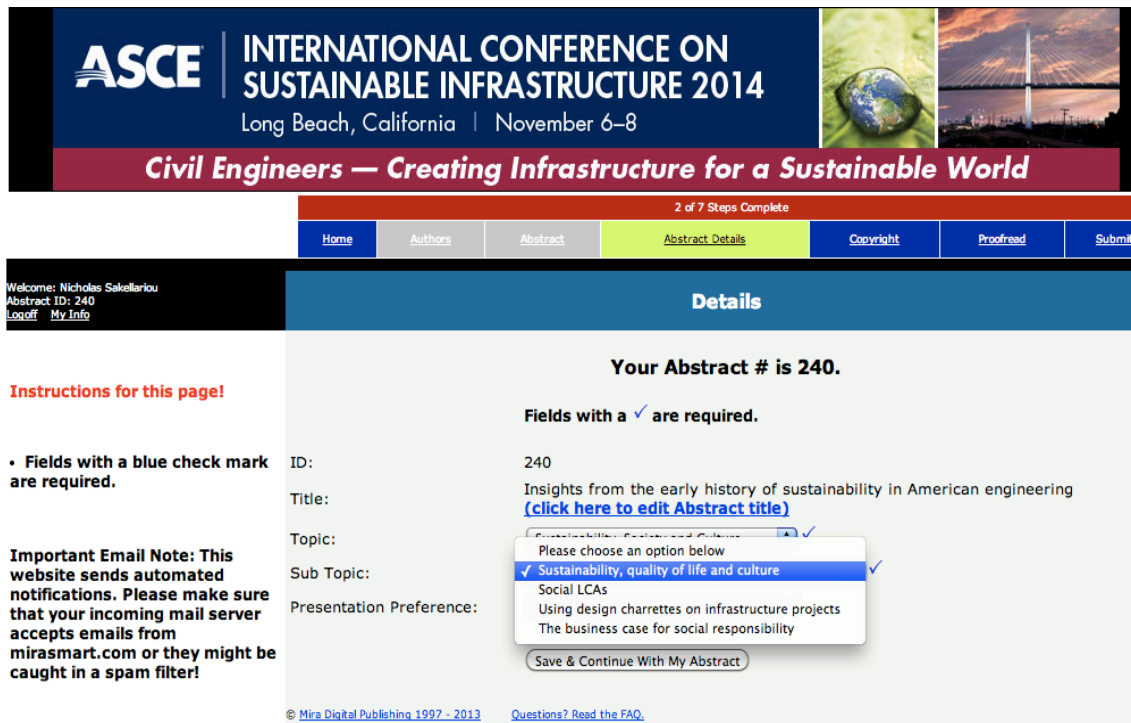 ASCE
INTERNATIONAL CONFERENCE ON
SUSTAINABLE INFRASTRUCTURE 2014
Long Beach, California | November 6–8
Civil Engineers — Creating Infrastructure for a Sustainable World
2 of 7 Steps Complete
Home Authors Abstract Abstract Details Copyright Proofread Submit
Welcome: Nicholas Sakellariou
Abstract ID: 240
Logoff My Info
Details
Instructions for this page!
• Fields with a blue check mark
are required.
Important Email Note: This
website sends automated
notifications. Please make sure
that your incoming mail server
accepts emails from
mirasmart.com or they might be
caught in a spam filter!
Your Abstract # is 240.
Fields with a ✓ are required.
ID: 240
Title: Insights from the early history of sustainability in American engineering
(click here to edit Abstract title)
Topic: Sustainability, Society and Culture ✓
Please choose an option below
Sub Topic: ✓ Sustainability, quality of life and culture ✓
Social LCAs
Presentation Preference: Using design charrettes on infrastructure projects
The business case for social responsibility
Save & Continue With My Abstract
© Mira Digital Publishing 1997 - 2013 Questions? Read the FAQ.